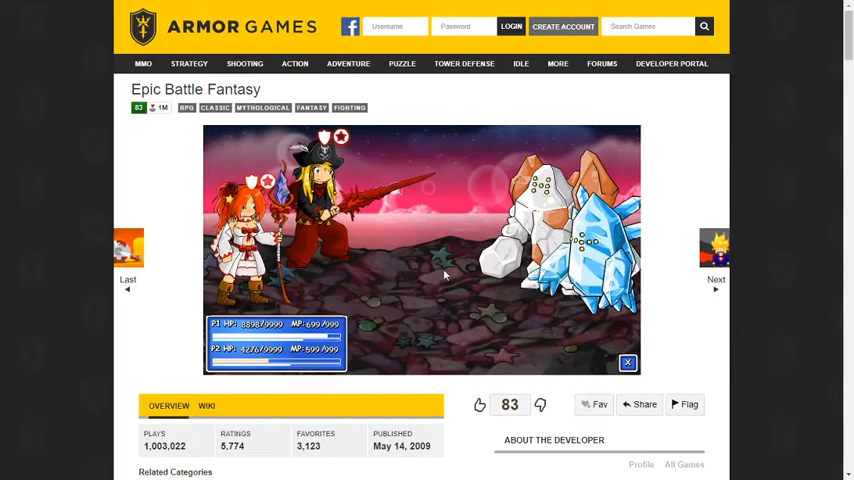 ARMOR GAMES
Username
Password
LOGIN
CREATE ACCOUNT
Search Games
MMO STRATEGY SHOOTING ACTION ADVENTURE PUZZLE TOWER DEFENSE IDLE MORE FORUMS DEVELOPER PORTAL
Epic Battle Fantasy
83 1M RPG CLASSIC MYTHOLOGICAL FANTASY FIGHTING
P1 HP: 8898/9999 MP: 699/999
P2 HP: 4276/9999 MP: 599/999
X
Last
Next
OVERVIEW WIKI
83
Fav
Share
Flag
PLAYS RATINGS FAVORITES PUBLISHED
1,003,022 5,774 3,123 May 14, 2009
ABOUT THE DEVELOPER
Profile All Games
Related Categories